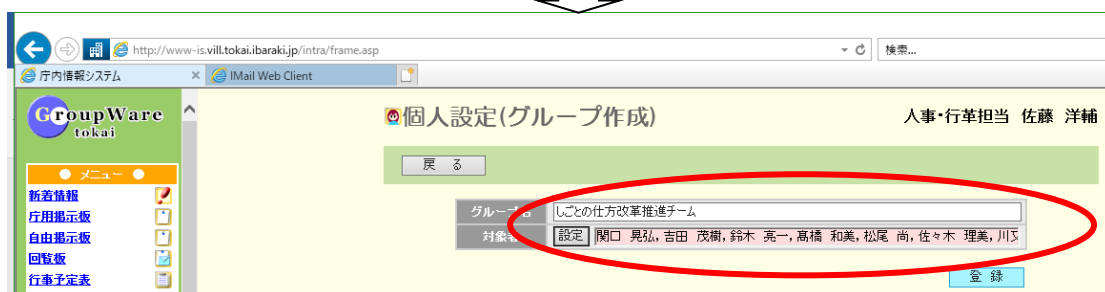 http://www-is.vill.tokai.ibaraki.jp/intra/frame.asp
検索...
庁内情報システム
IMail Web Client
GroupWare
tokai
個人設定(グループ作成)
人事・行革担当 佐藤 洋輔
戻る
● メニュー ●
新着情報
庁用掲示板
自由掲示板
回覧板
行事予定表
グループ名
しごとの仕方改革推進チーム
対象者
設定
関口 晃弘, 吉田 茂樹, 鈴木 亮一, 髙橋 和美, 松尾 尚, 佐々木 理美, 川又
登録